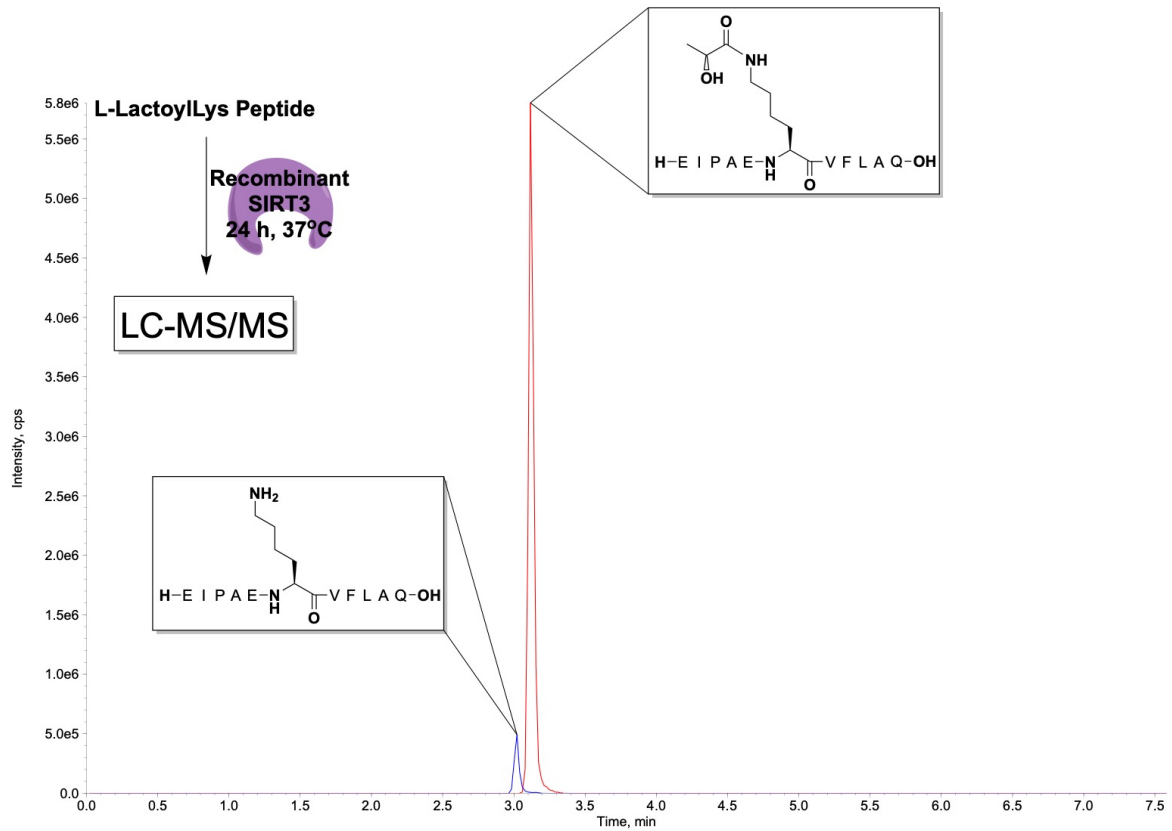 L-LactoylLys Peptide
Recombinant
SIRT3
24 h, 37°C
LC-MS/MS
O
NH
OH
H–E I P A E–N
H
O
–V F L A Q–OH
NH₂
H–E I P A E–N
H
O
–V F L A Q–OH
Intensity, cps
5.8e6
5.5e6
5.0e6
4.5e6
4.0e6
3.5e6
3.0e6
2.5e6
2.0e6
1.5e6
1.0e6
5.0e5
0.0
0.0 0.5 1.0 1.5 2.0 2.5 3.0 3.5 4.0 4.5 5.0 5.5 6.0 6.5 7.0 7.5
Time, min